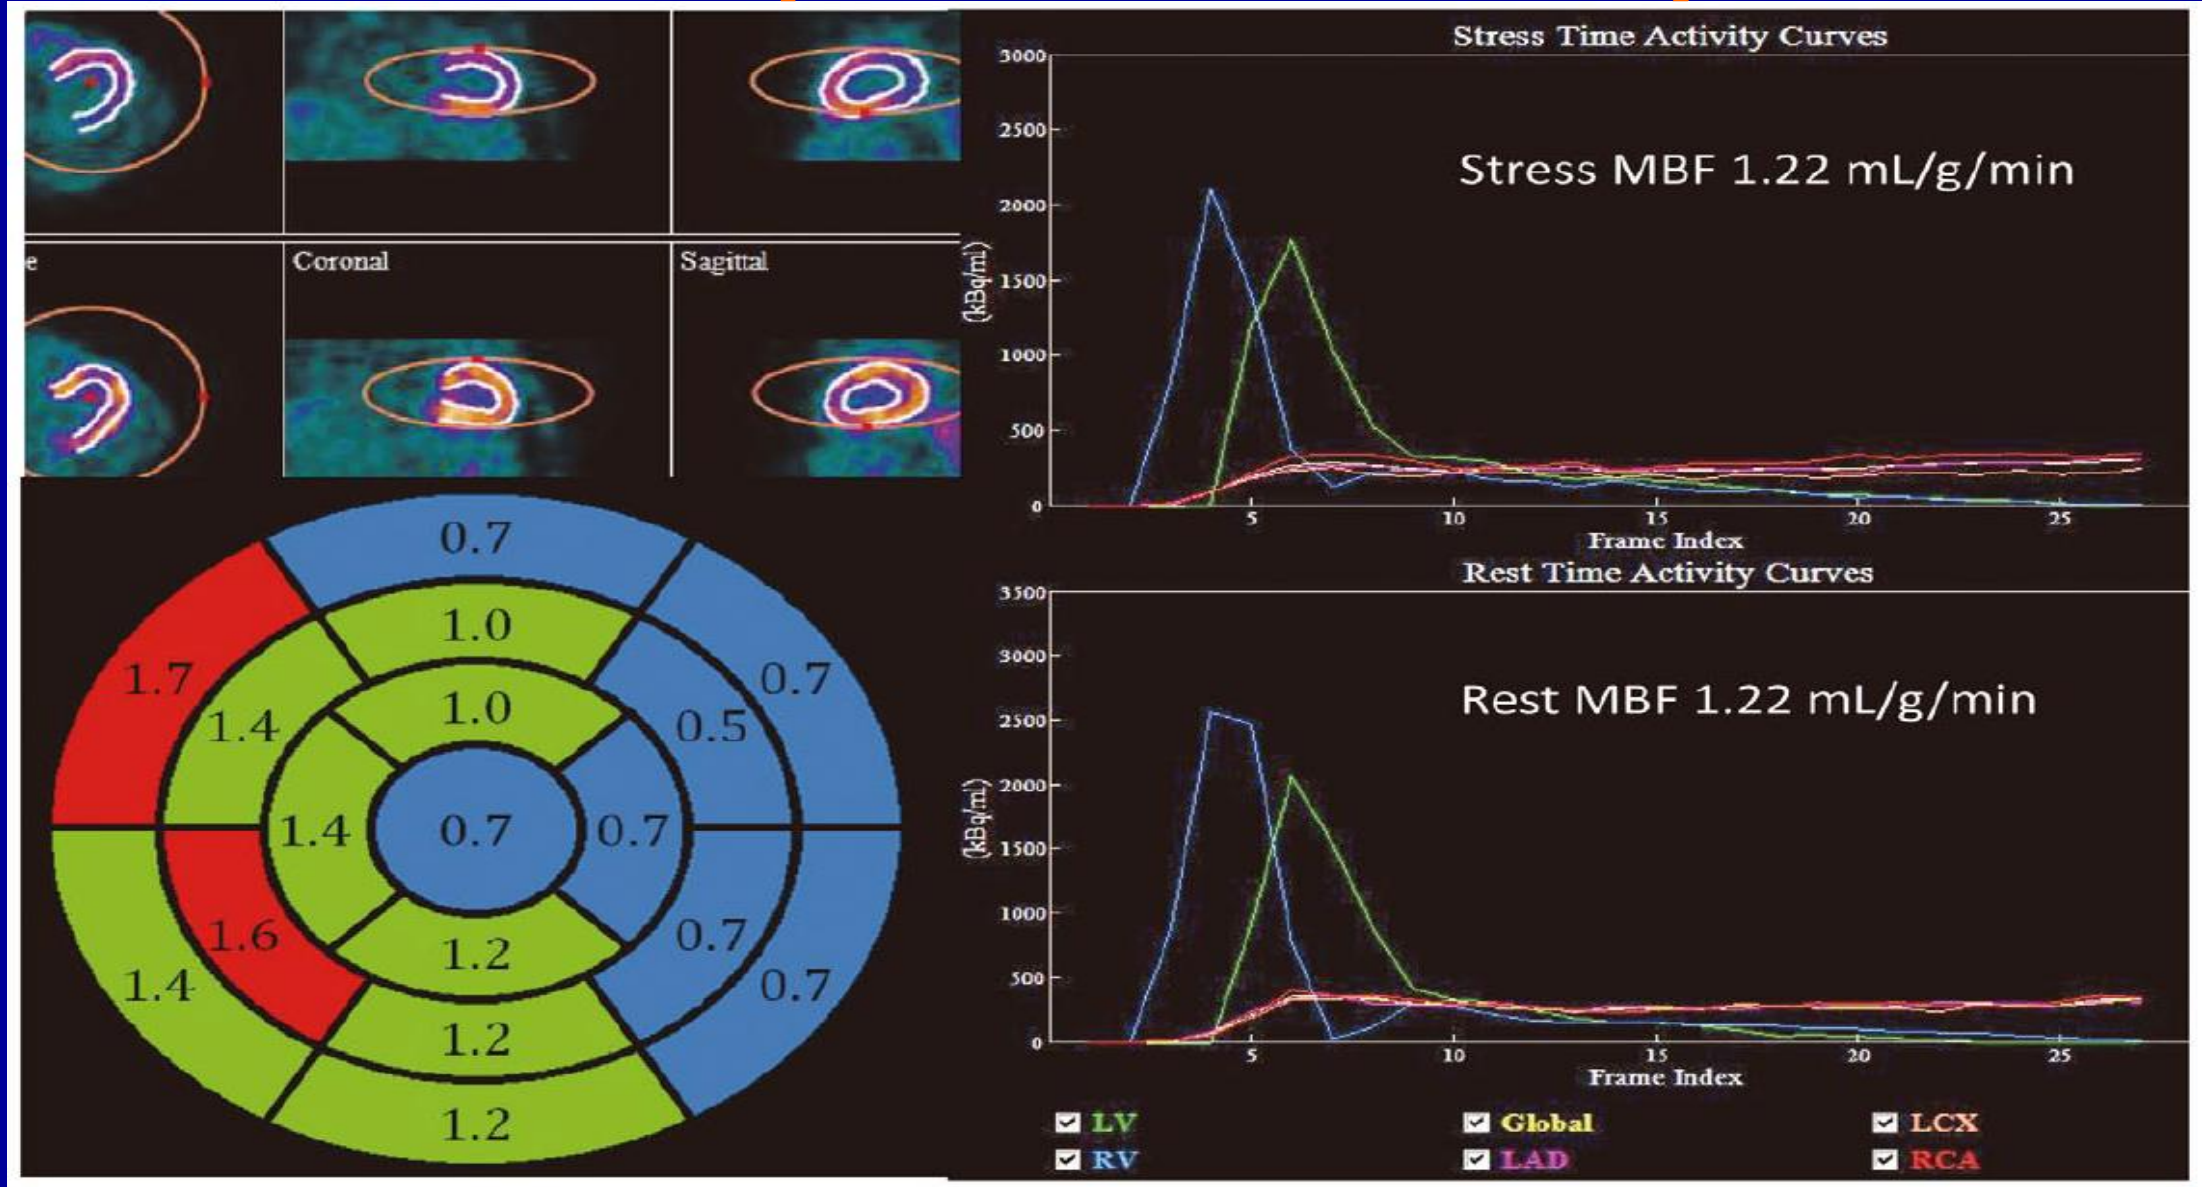 e
Coronal
Sagittal
0.7
1.0
1.7
0.7
1.0
1.4
0.5
1.4
0.7
0.7
1.6
0.7
1.2
1.4
0.7
1.2
1.2
Stress Time Activity Curves
3000
2500
2000
1500
1000
500
0
(kBq/ml)
Stress MBF 1.22 mL/g/min
5 10 15 20 25
Frame Index
Rest Time Activity Curves
3500
3000
2500
2000
1500
1000
500
0
(kBq/ml)
Rest MBF 1.22 mL/g/min
5 10 15 20 25
Frame Index
LV Global LCX
RV LAD RCA